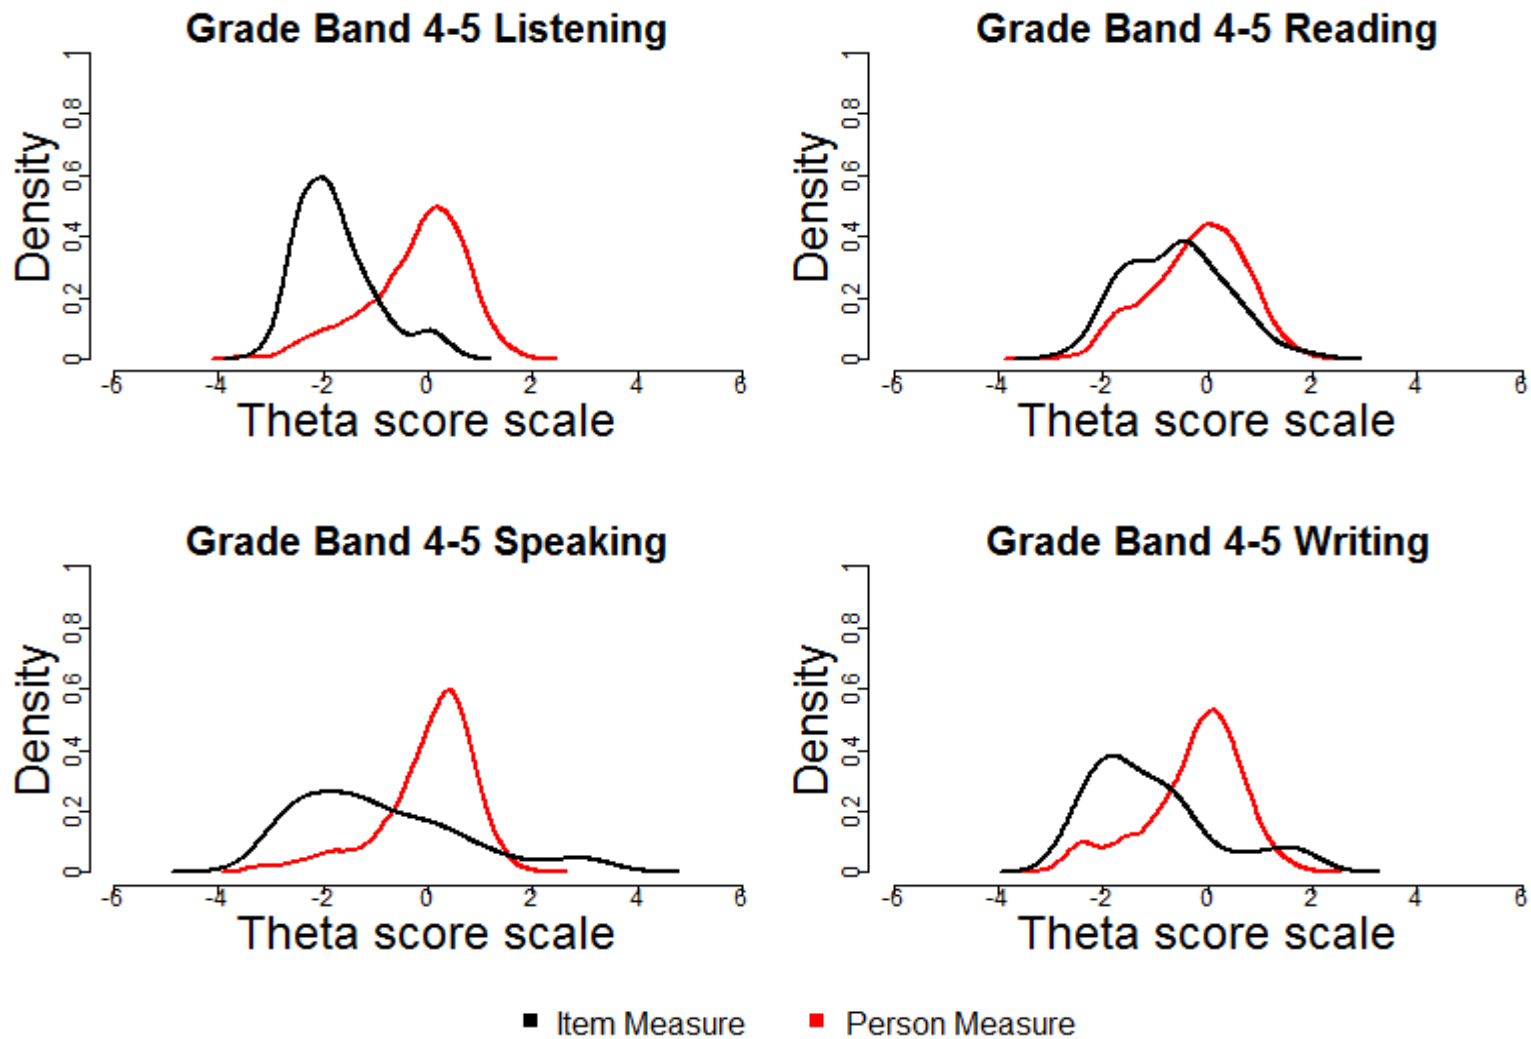 Grade Band 4-5 Listening
Density
0 0.2 0.4 0.6 0.8 1
-6 -4 -2 0 2 4 6
Theta score scale
Grade Band 4-5 Reading
Density
0 0.2 0.4 0.6 0.8 1
-6 -4 -2 0 2 4 6
Theta score scale
Grade Band 4-5 Speaking
Density
0 0.2 0.4 0.6 0.8 1
-6 -4 -2 0 2 4 6
Theta score scale
Grade Band 4-5 Writing
Density
0 0.2 0.4 0.6 0.8 1
-6 -4 -2 0 2 4 6
Theta score scale
Item Measure Person Measure